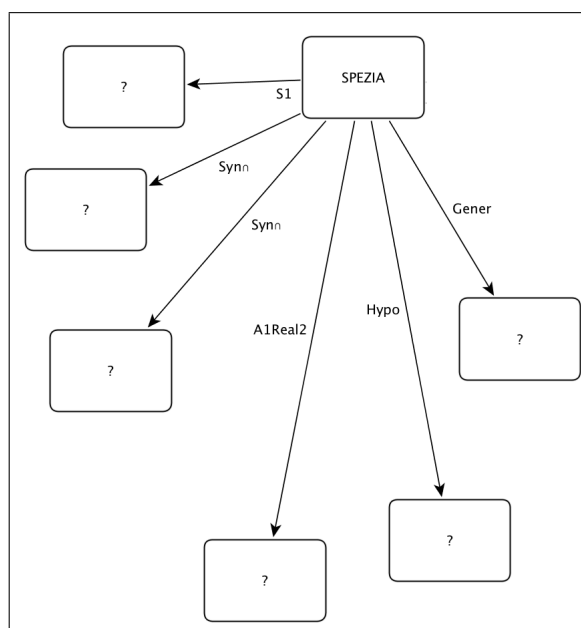 SPEZIA
?
S1
?
Syn∩
Syn∩
Gener
?
A1Real2
Hypo
?
?
?